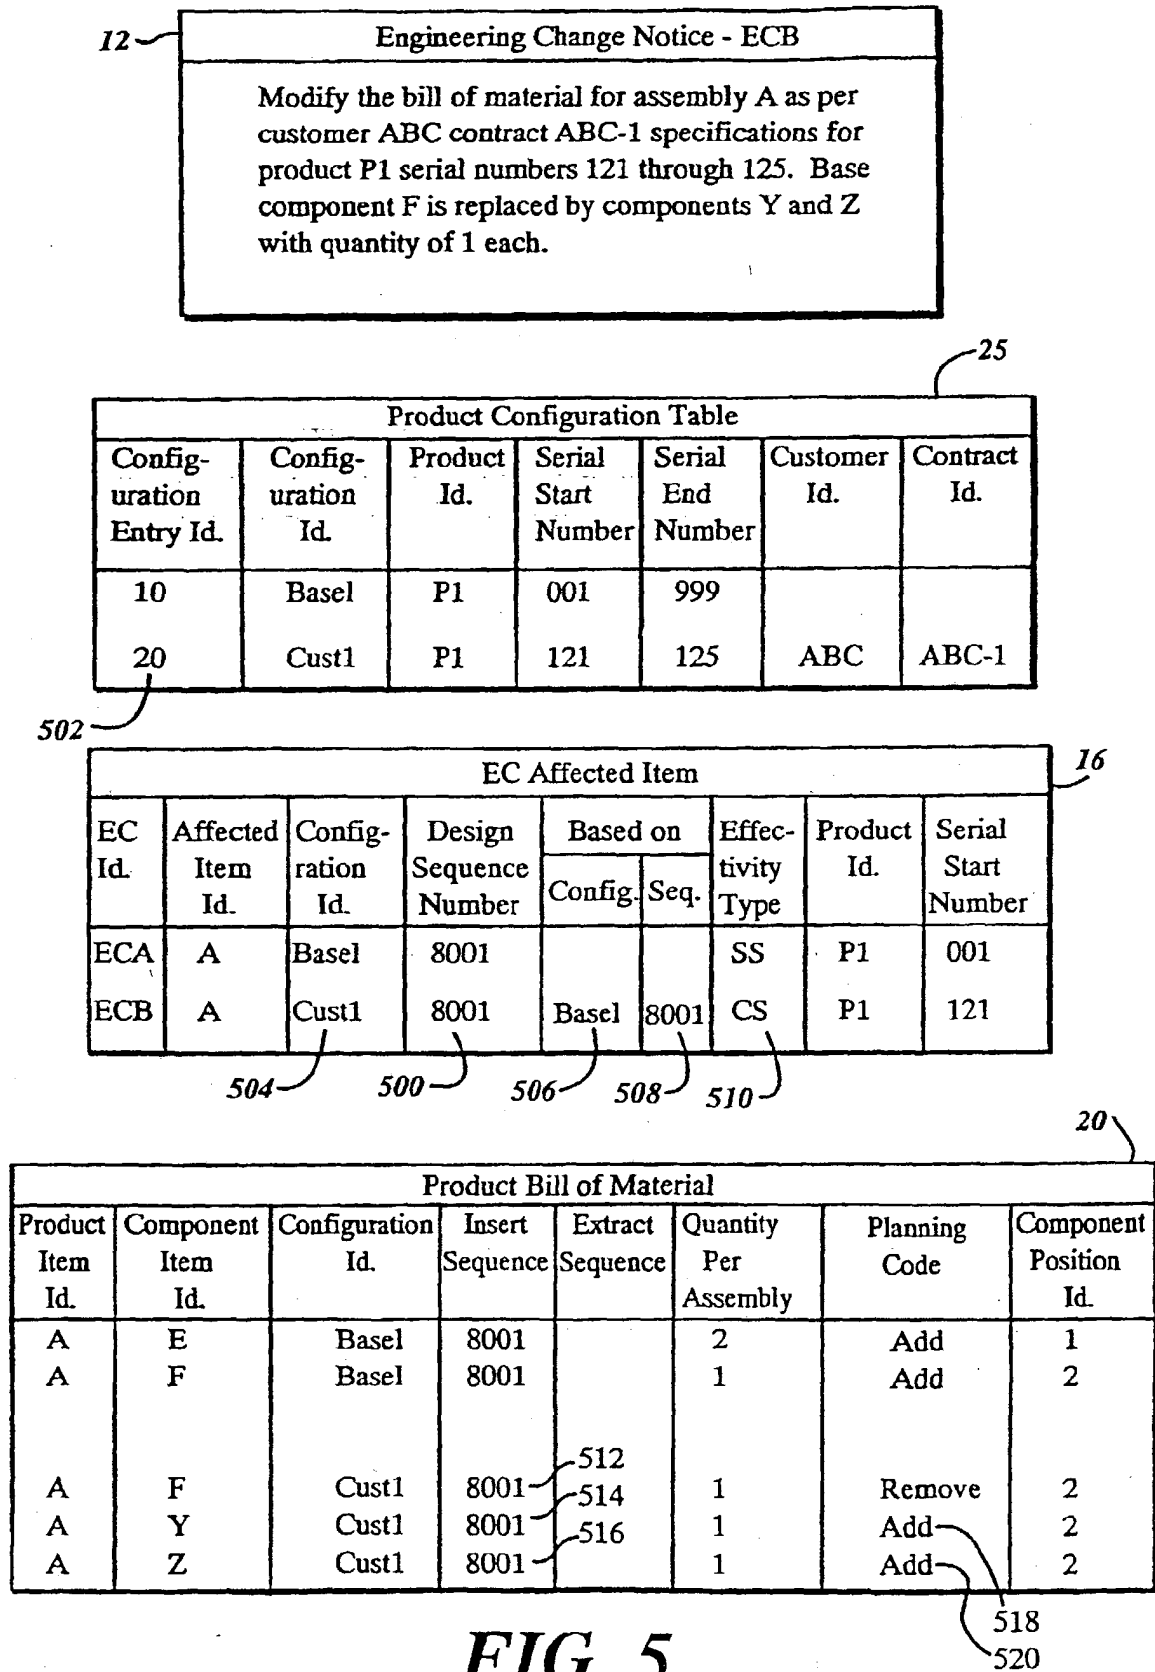 12
Engineering Change Notice - ECB
Modify the bill of material for assembly A as per
customer ABC contract ABC-1 specifications for
product P1 serial numbers 121 through 125. Base
component F is replaced by components Y and Z
with quantity of 1 each.
25
Product Configuration Table
Config- Config- Product Serial Serial Customer Contract
uration uration Id. Start End Id. Id.
Entry Id. Id. Number Number
10 Basel P1 001 999
20 Cust1 P1 121 125 ABC ABC-1
502
16
EC Affected Item
EC Affected Config- Design Based on Effec- Product Serial
Id. Item ration Sequence Config. Seq. tivity Id. Start
Id. Id. Number Type Number
ECA A Basel 8001 SS P1 001
ECB A Cust1 8001 Basel 8001 CS P1 121
504 500 506 508 510
20
Product Bill of Material
Product Component Configuration Insert Extract Quantity Planning Component
Item Item Id. Sequence Sequence Per Code Position
Id. Id. Assembly Id.
A E Basel 8001 2 Add 1
A F Basel 8001 1 Add 2
512
A F Cust1 8001 1 Remove 2
514
A Y Cust1 8001 1 Add 2
516
A Z Cust1 8001 1 Add 2
518
520
FIG. 5